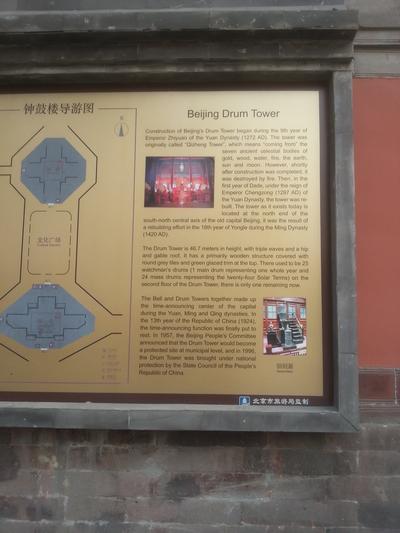 钟鼓楼导游图
北
文化广场
Beijing Drum Tower
Construction of Beijing's Drum Tower began during the 9th year of
Emperor Zhiyuan of the Yuan Dynasty (1272 AD). The tower was
originally called "Qizheng Tower", which means "coming from" the
seven ancient celestial bodies of
gold, wood, water, fire, the earth,
sun and moon. However, shortly
after construction was completed, it
was destroyed by fire. Then, in the
first year of Dade, under the reign of
Emperor Chengzong (1297 AD) of
the Yuan Dynasty, the tower was re-
built. The tower as it exists today is
located at the north end of the
south-north central axis of the old capital Beijing, it was the result of
a rebuilding effort in the 18th year of Yongle during the Ming Dynasty
(1420 AD).
The Drum Tower is 46.7 meters in height, with triple eaves and a hip
and gable roof, it has a primarily wooden structure covered with
round grey tiles and green glazed trim at the top. There used to be 25
watchman's drums (1 main drum representing one whole year and
24 mass drums representing the twenty-four Solar Terms) on the
second floor of the Drum Tower, there is only one remaining now.
The Bell and Drum Towers together made up
the time-announcing center of the capital
during the Yuan, Ming and Qing dynasties. In
the 13th year of the Republic of China (1924),
the time-announcing function was finally put to
rest. In 1957, the Beijing People's Committee
announced that the Drum Tower would become
a protected site at municipal level, and in 1996,
the Drum Tower was brought under national
protection by the State Council of the People's
Republic of China.
铜刻漏
北京市旅游局监制